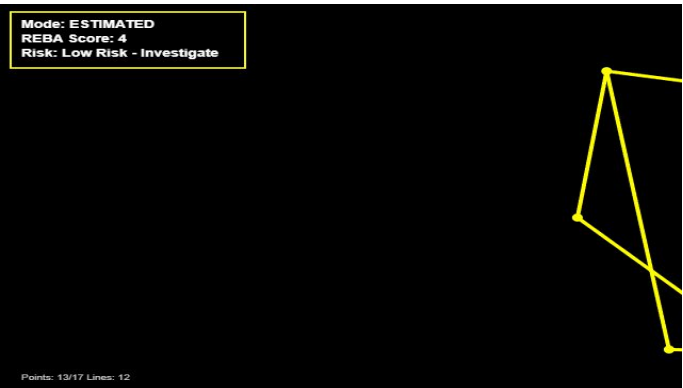 Mode: ESTIMATED
REBA Score: 4
Risk: Low Risk - Investigate
Points: 13/17 Lines: 12